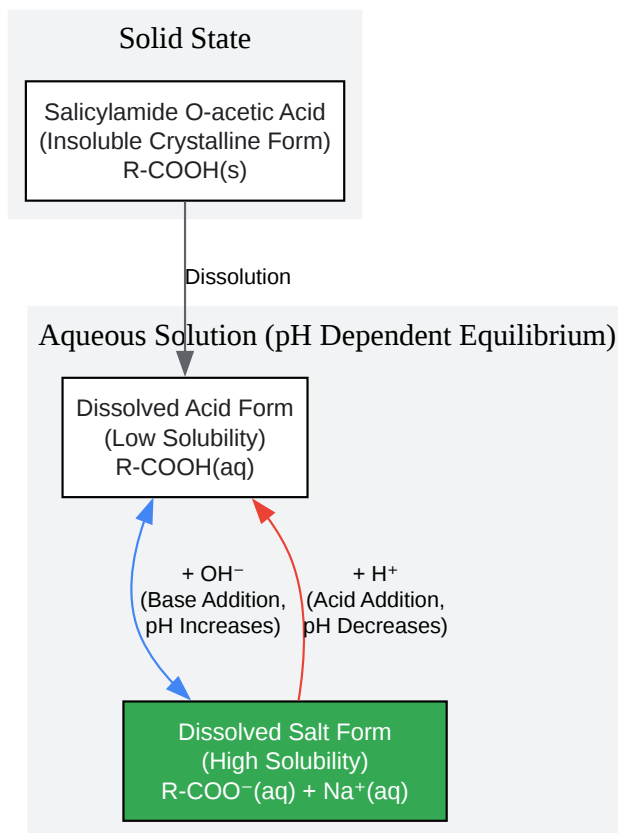 Solid State
Salicylamide O-acetic Acid
(Insoluble Crystalline Form)
R-COOH(s)
Dissolution
Aqueous Solution (pH Dependent Equilibrium)
Dissolved Acid Form
(Low Solubility)
R-COOH(aq)
+ OH⁻
(Base Addition,
pH Increases)
+ H⁺
(Acid Addition,
pH Decreases)
Dissolved Salt Form
(High Solubility)
R-COO⁻(aq) + Na⁺(aq)